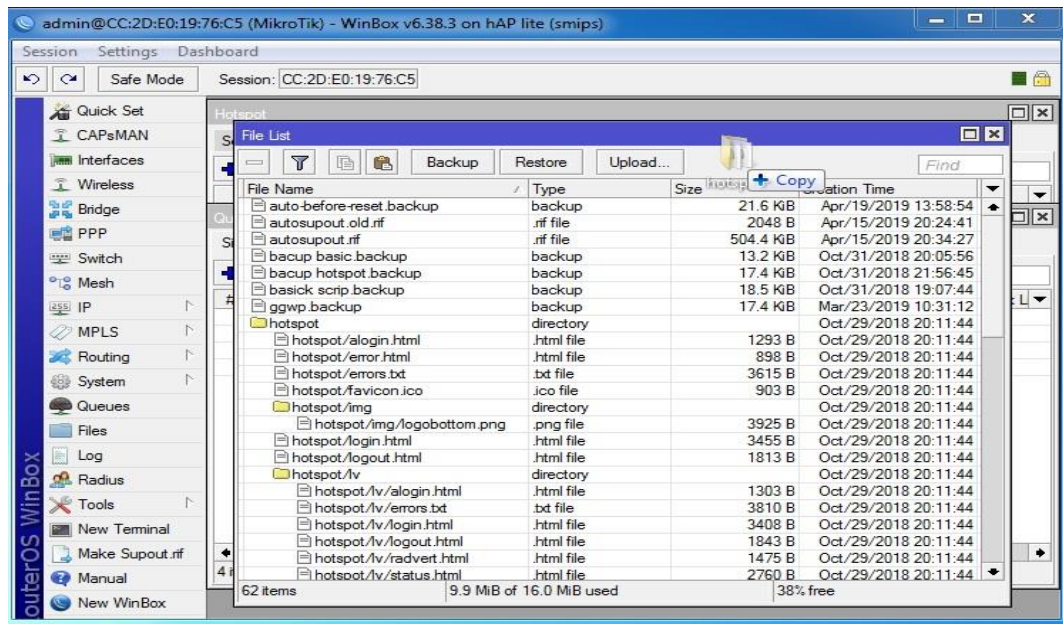 admin@CC:2D:E0:19:76:C5 (MikroTik) - WinBox v6.38.3 on hAP lite (smips)
Session Settings Dashboard
Safe Mode Session: CC:2D:E0:19:76:C5
Quick Set
CAPsMAN
Interfaces
Wireless
Bridge
PPP
Switch
Mesh
IP
MPLS
Routing
System
Queues
Files
Log
Radius
Tools
New Terminal
Make Supout.rif
Manual
New WinBox
RouterOS WinBox
Hotspot
File List
Backup Restore Upload... Find
Copy
File Name Type Size Creation Time
auto-before-reset.backup backup 21.6 KiB Apr/19/2019 13:58:54
autosupout.old.rif .rif file 2048 B Apr/15/2019 20:24:41
autosupout.rif .rif file 504.4 KiB Apr/15/2019 20:34:27
bacup basic.backup backup 13.2 KiB Oct/31/2018 20:05:56
bacup hotspot.backup backup 17.4 KiB Oct/31/2018 21:56:45
basick scrip.backup backup 18.5 KiB Oct/31/2018 19:07:44
ggwp.backup backup 17.4 KiB Mar/23/2019 10:31:12
hotspot directory Oct/29/2018 20:11:44
hotspot/alogin.html .html file 1293 B Oct/29/2018 20:11:44
hotspot/error.html .html file 898 B Oct/29/2018 20:11:44
hotspot/errors.txt .txt file 3615 B Oct/29/2018 20:11:44
hotspot/favicon.ico .ico file 903 B Oct/29/2018 20:11:44
hotspot/img directory Oct/29/2018 20:11:44
hotspot/img/logobottom.png .png file 3925 B Oct/29/2018 20:11:44
hotspot/login.html .html file 3455 B Oct/29/2018 20:11:44
hotspot/logout.html .html file 1813 B Oct/29/2018 20:11:44
hotspot/lv directory Oct/29/2018 20:11:44
hotspot/lv/alogin.html .html file 1303 B Oct/29/2018 20:11:44
hotspot/lv/errors.txt .txt file 3810 B Oct/29/2018 20:11:44
hotspot/lv/login.html .html file 3408 B Oct/29/2018 20:11:44
hotspot/lv/logout.html .html file 1843 B Oct/29/2018 20:11:44
hotspot/lv/radvert.html .html file 1475 B Oct/29/2018 20:11:44
hotspot/lv/status.html .html file 2760 B Oct/29/2018 20:11:44
62 items 9.9 MiB of 16.0 MiB used 38% free